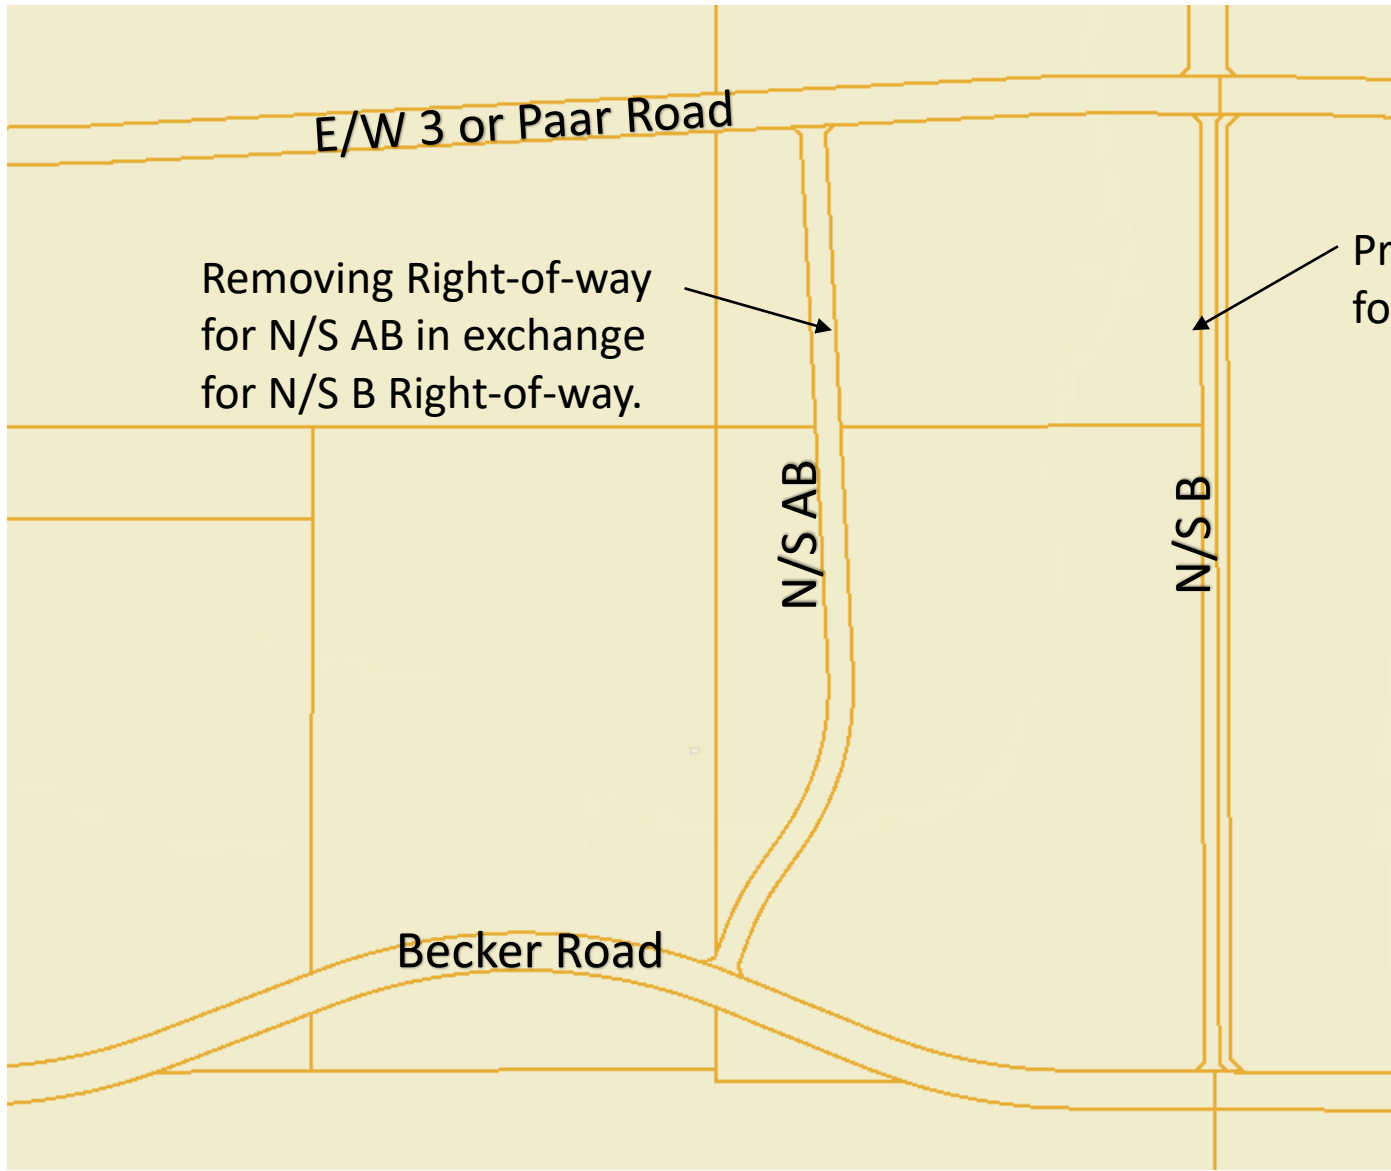 E/W 3 or Paar Road
Removing Right-of-way
for N/S AB in exchange
for N/S B Right-of-way.
N/S AB
N/S B
Becker Road